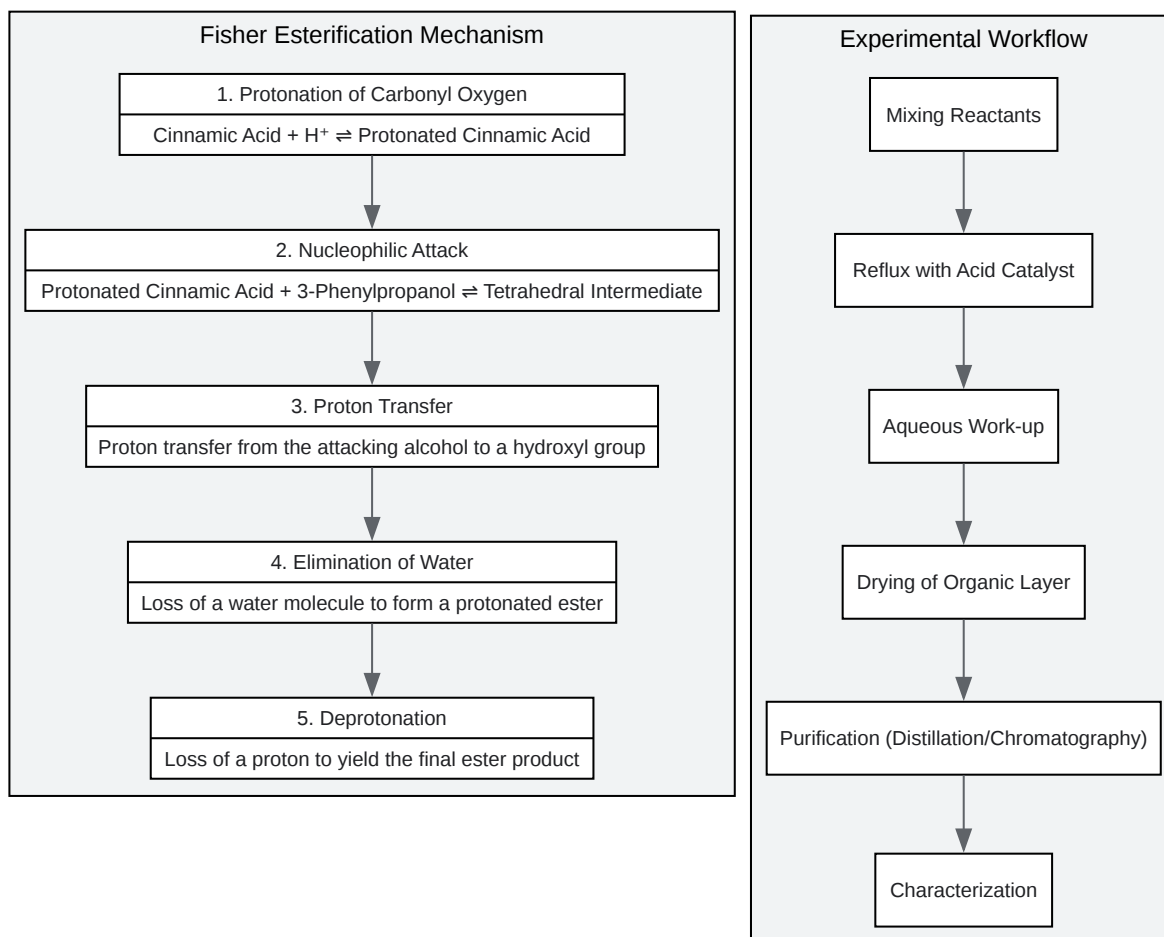 Fisher Esterification Mechanism
1. Protonation of Carbonyl Oxygen
Cinnamic Acid + H⁺ ⇌ Protonated Cinnamic Acid
2. Nucleophilic Attack
Protonated Cinnamic Acid + 3-Phenylpropanol ⇌ Tetrahedral Intermediate
3. Proton Transfer
Proton transfer from the attacking alcohol to a hydroxyl group
4. Elimination of Water
Loss of a water molecule to form a protonated ester
5. Deprotonation
Loss of a proton to yield the final ester product
Experimental Workflow
Mixing Reactants
Reflux with Acid Catalyst
Aqueous Work-up
Drying of Organic Layer
Purification (Distillation/Chromatography)
Characterization